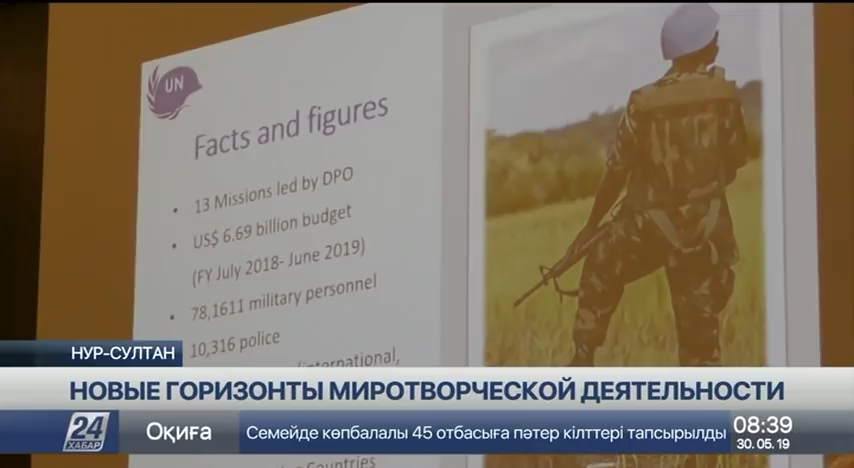 UN
Facts and figures
• 13 Missions led by DPO
• US$ 6.69 billion budget
(FY July 2018- June 2019)
• 78,1611 military personnel
10,316 police
international,
НУР-СУЛТАН
НОВЫЕ ГОРИЗОНТЫ МИРОТВОРЧЕСКОЙ ДЕЯТЕЛЬНОСТИ
24
ХАБАР
Оқиға
Семейде көпбалалы 45 отбасыға пәтер кілттері тапсырылды
08:39
30.05.19
Countries